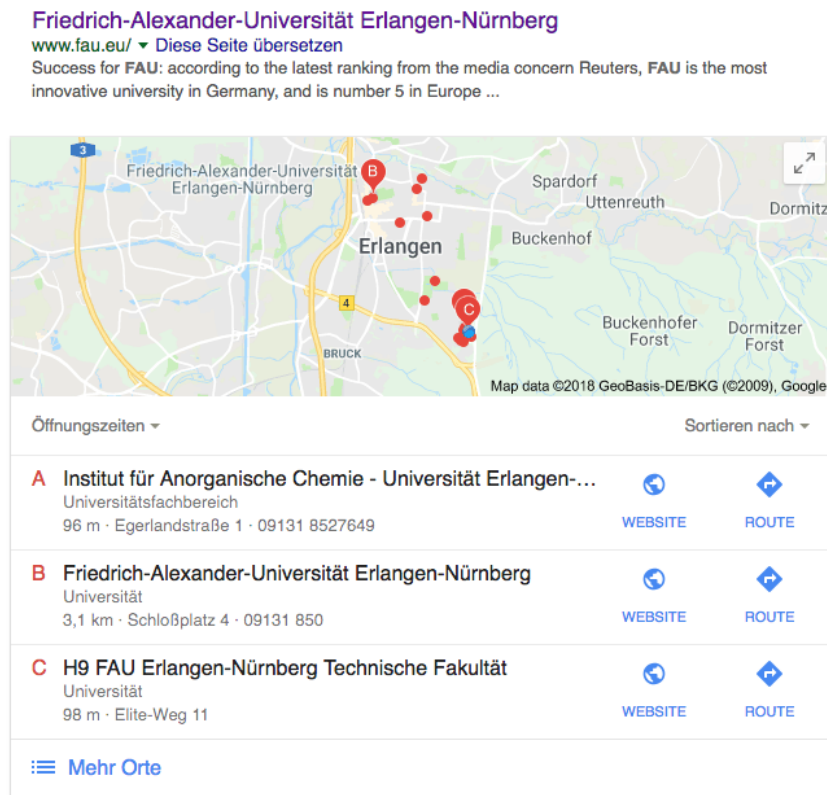 Friedrich-Alexander-Universität Erlangen-Nürnberg
www.fau.eu/ ▾ Diese Seite übersetzen
Success for FAU: according to the latest ranking from the media concern Reuters, FAU is the most
innovative university in Germany, and is number 5 in Europe ...
3
Friedrich-Alexander-Universität
Erlangen-Nürnberg
B
Spardorf
Uttenreuth
Dormitz
Erlangen
Buckenhof
4
C
Buckenhofer
Forst
Dormitzer
Forst
BRUCK
Map data ©2018 GeoBasis-DE/BKG (©2009), Google
Öffnungszeiten ▾
Sortieren nach ▾
A Institut für Anorganische Chemie - Universität Erlangen-...
Universitätsfachbereich
96 m · Egerlandstraße 1 · 09131 8527649
WEBSITE
ROUTE
B Friedrich-Alexander-Universität Erlangen-Nürnberg
Universität
3,1 km · Schloßplatz 4 · 09131 850
WEBSITE
ROUTE
C H9 FAU Erlangen-Nürnberg Technische Fakultät
Universität
98 m · Elite-Weg 11
WEBSITE
ROUTE
Mehr Orte